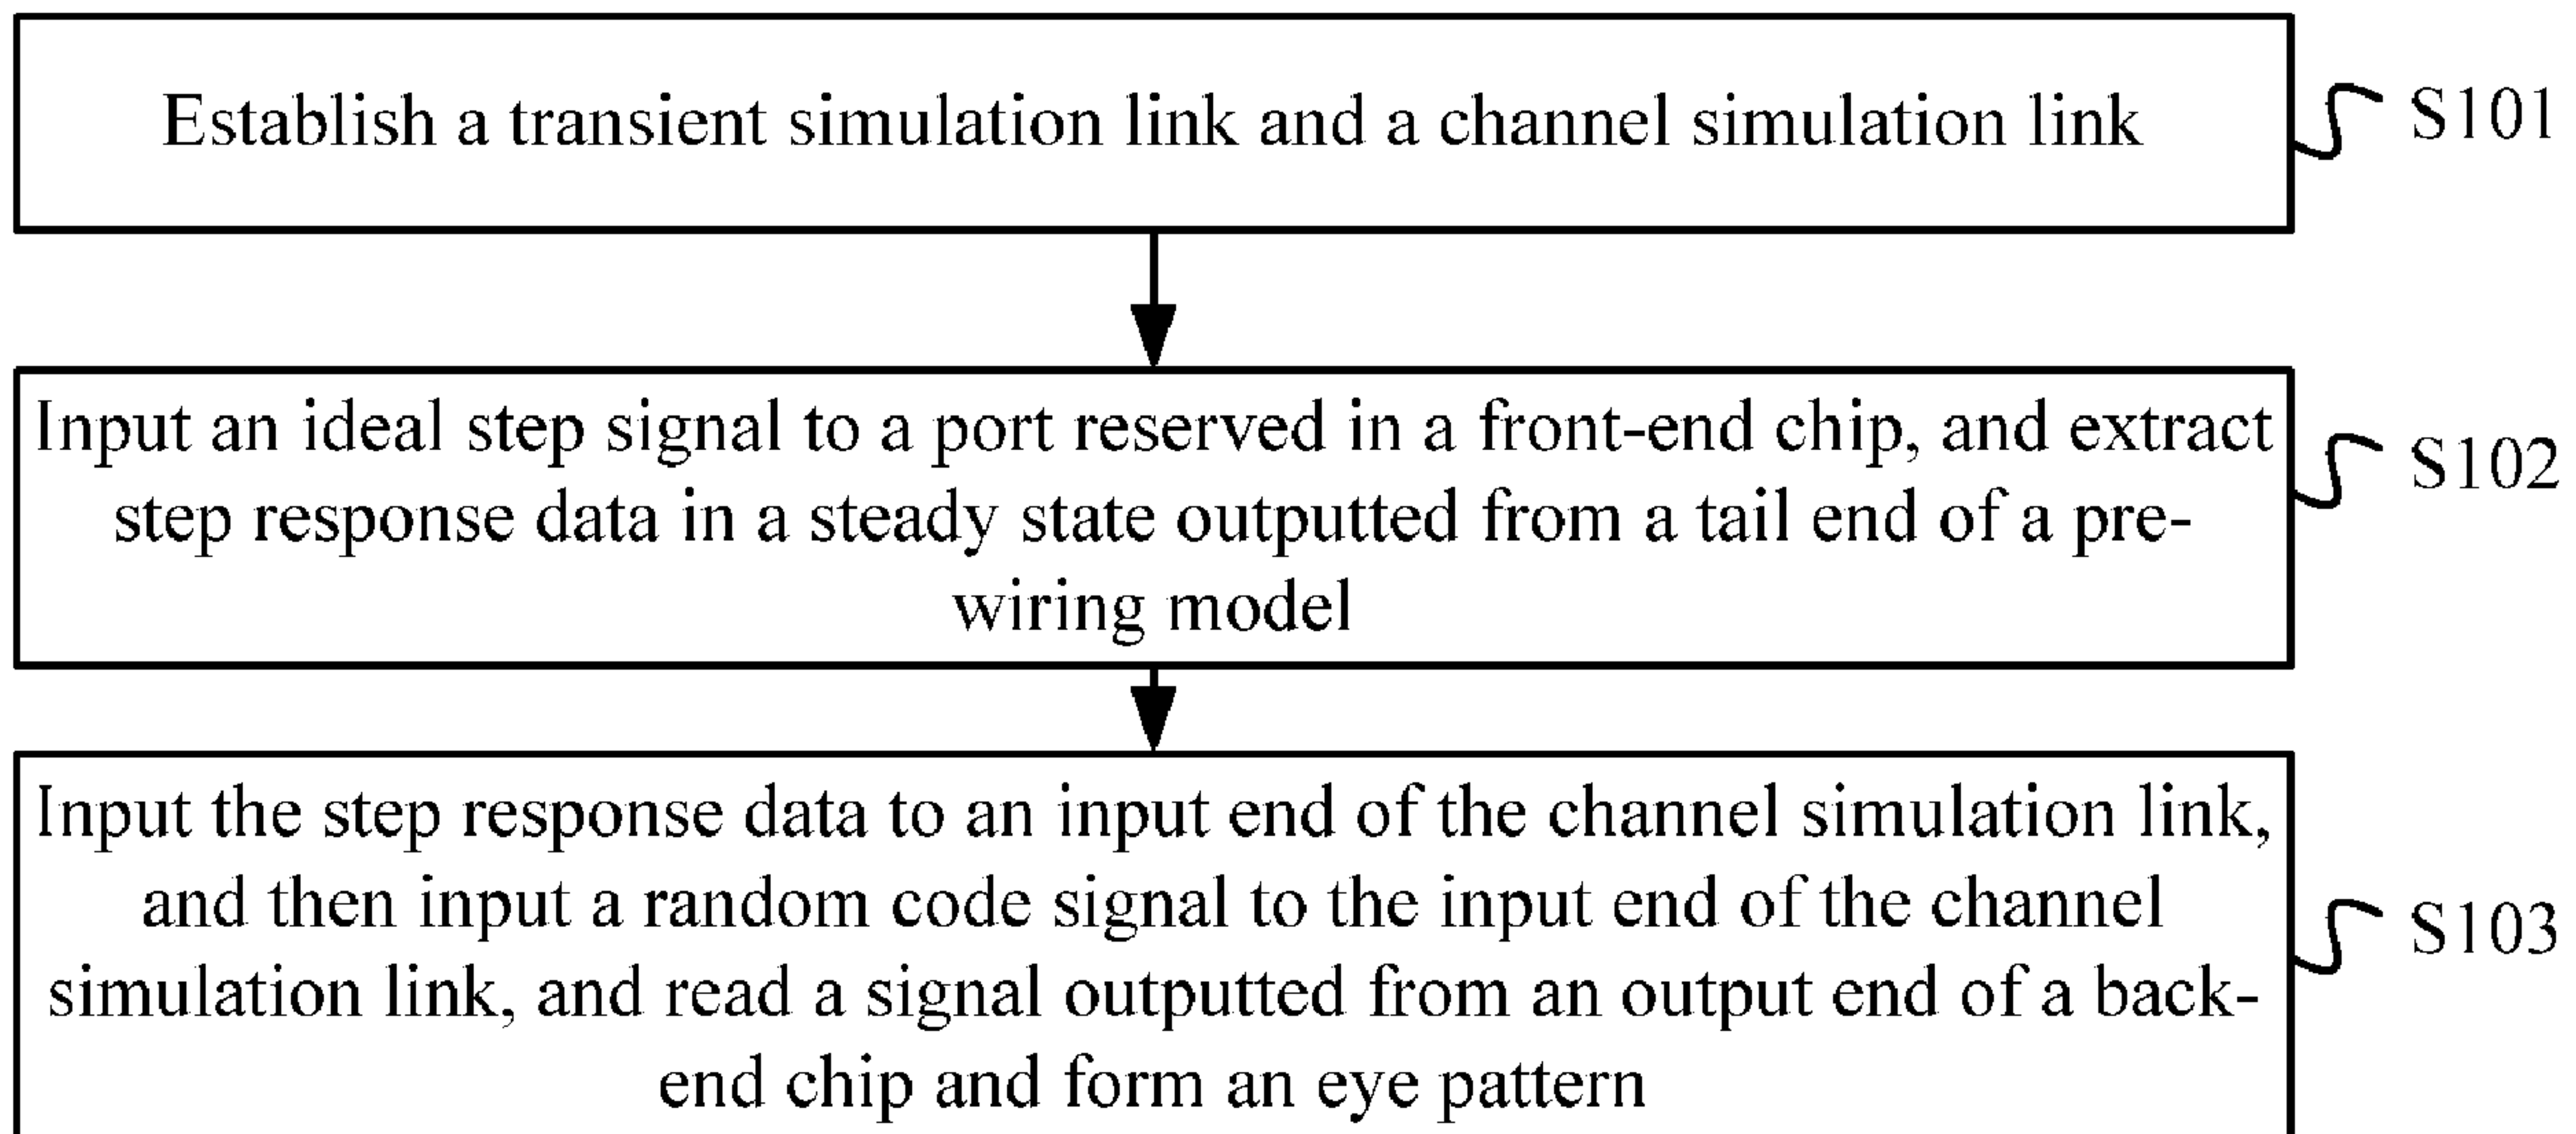 Establish a transient simulation link and a channel simulation link
S101
Input an ideal step signal to a port reserved in a front-end chip, and extract
step response data in a steady state outputted from a tail end of a pre-
wiring model
S102
Input the step response data to an input end of the channel simulation link,
and then input a random code signal to the input end of the channel
simulation link, and read a signal outputted from an output end of a back-
end chip and form an eye pattern
S103